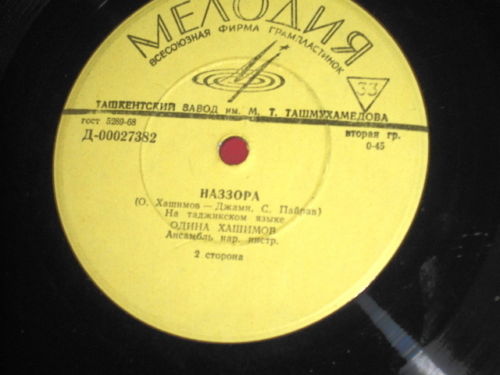 МЕЛОДИЯ
ВСЕСОЮЗНАЯ ФИРМА ГРАМПЛАСТИНОК
33
ТАШКЕНТСКИЙ ЗАВОД им. М. Т. ТАШМУХАМЕДОВА
гост 5289-68
вторая гр.
Д-00027382
0-45
НАЗЗОРА
(О. Хашимов — Джами, С. Пайрав)
На таджикском языке
ОДИНА ХАШИМОВ
Ансамбль нар. инстр.
2 сторона